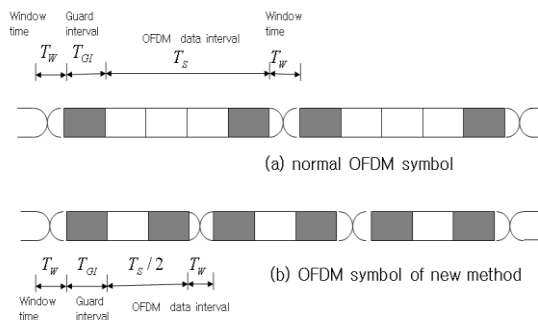 Window
time
Guard
interval
OFDM data interval
Window
time
T_W
T_GI
T_S
T_W
(a) normal OFDM symbol
T_W
T_GI
T_S / 2
T_W
(b) OFDM symbol of new method
Window
time
Guard
interval
OFDM data interval